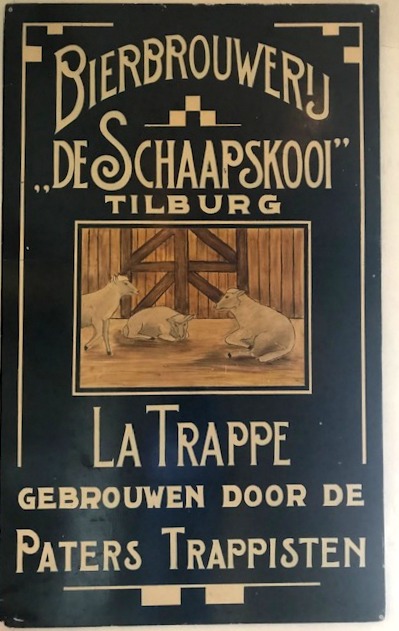 BIERBROUWERIJ
„DE SCHAAPSKOOI”
TILBURG
LA TRAPPE
GEBROUWEN DOOR DE
PATERS TRAPPISTEN